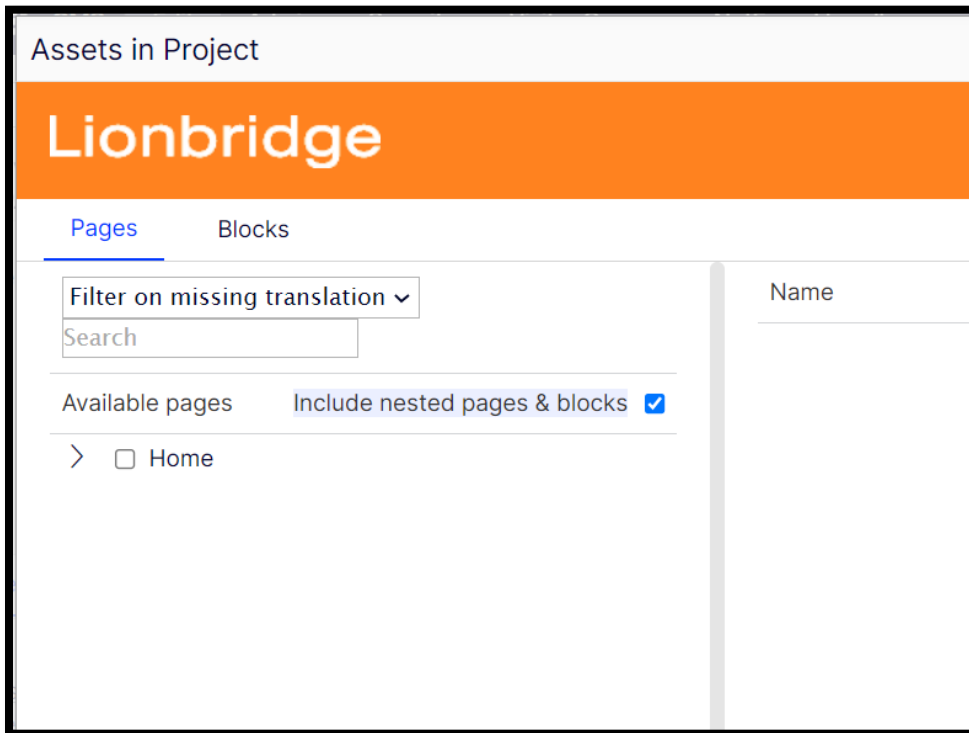 Assets in Project
Lionbridge
Pages Blocks
Filter on missing translation
Search
Available pages Include nested pages & blocks
Home
Name